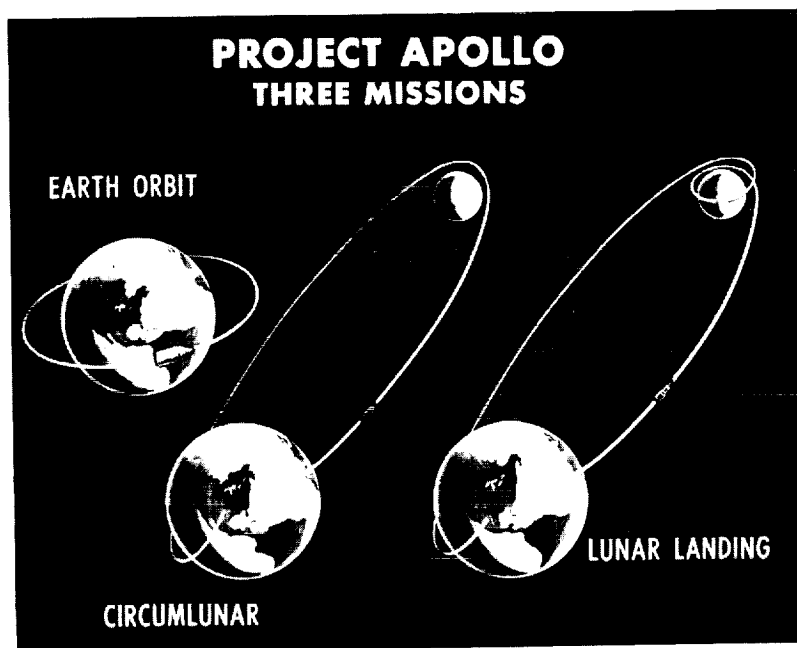 PROJECT APOLLO
THREE MISSIONS
EARTH ORBIT
LUNAR LANDING
CIRCUMLUNAR